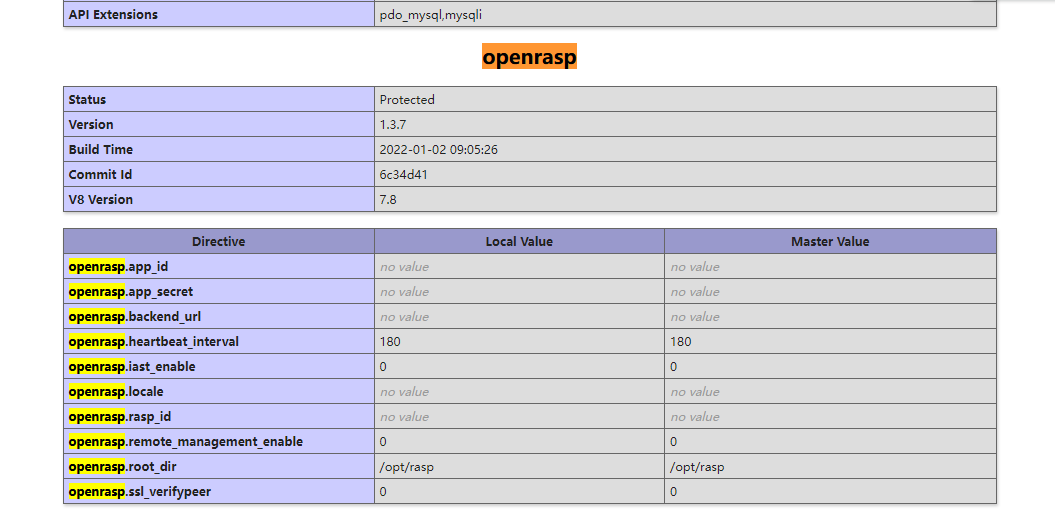 API Extensions pdo_mysql,mysqli
openrasp
Status Protected
Version 1.3.7
Build Time 2022-01-02 09:05:26
Commit Id 6c34d41
V8 Version 7.8
Directive Local Value Master Value
openrasp.app_id no value no value
openrasp.app_secret no value no value
openrasp.backend_url no value no value
openrasp.heartbeat_interval 180 180
openrasp.iast_enable 0 0
openrasp.locale no value no value
openrasp.rasp_id no value no value
openrasp.remote_management_enable 0 0
openrasp.root_dir /opt/rasp /opt/rasp
openrasp.ssl_verifypeer 0 0